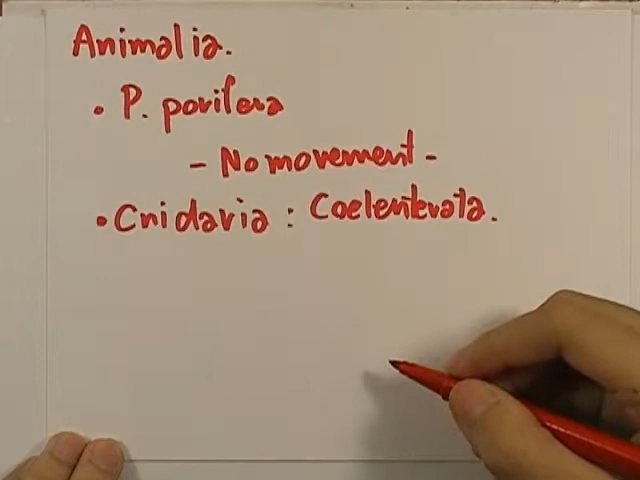 Animalia.
• P. porifera
- No movement -
• Cnidaria : Coelenterata.